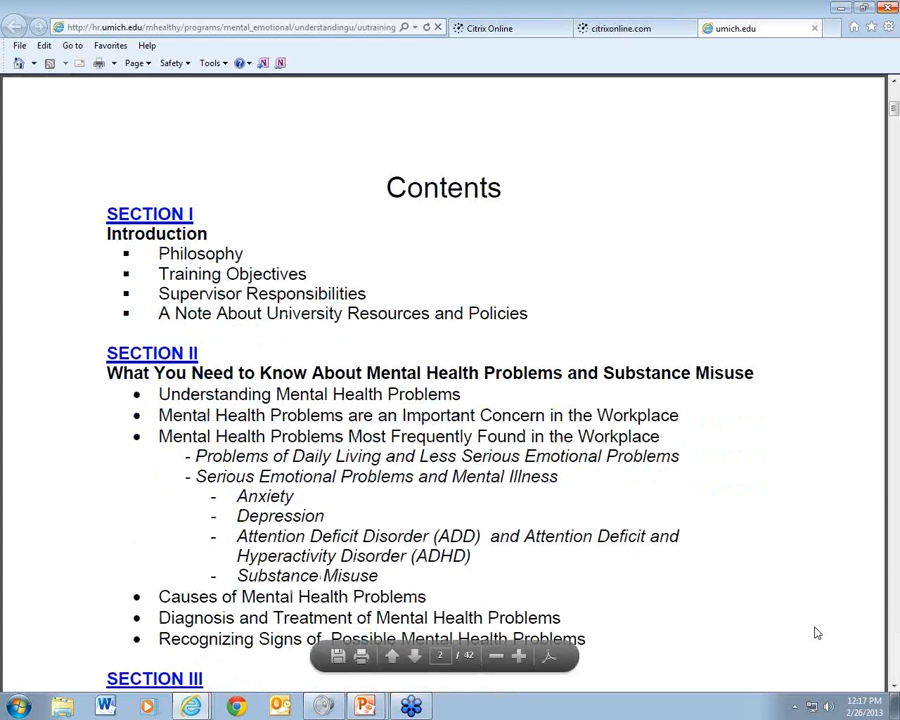 http://hr.umich.edu/mhealthy/programs/mental_emotional/understandingu/uutraining
Citrix Online
citrixonline.com
umich.edu
File Edit Go to Favorites Help
Page Safety Tools
Contents
SECTION I
Introduction
▪ Philosophy
▪ Training Objectives
▪ Supervisor Responsibilities
▪ A Note About University Resources and Policies
SECTION II
What You Need to Know About Mental Health Problems and Substance Misuse
• Understanding Mental Health Problems
• Mental Health Problems are an Important Concern in the Workplace
• Mental Health Problems Most Frequently Found in the Workplace
- Problems of Daily Living and Less Serious Emotional Problems
- Serious Emotional Problems and Mental Illness
- Anxiety
- Depression
- Attention Deficit Disorder (ADD) and Attention Deficit and
Hyperactivity Disorder (ADHD)
- Substance Misuse
• Causes of Mental Health Problems
• Diagnosis and Treatment of Mental Health Problems
• Recognizing Signs of Possible Mental Health Problems
2 / 42
SECTION III
12:17 PM
2/26/2013